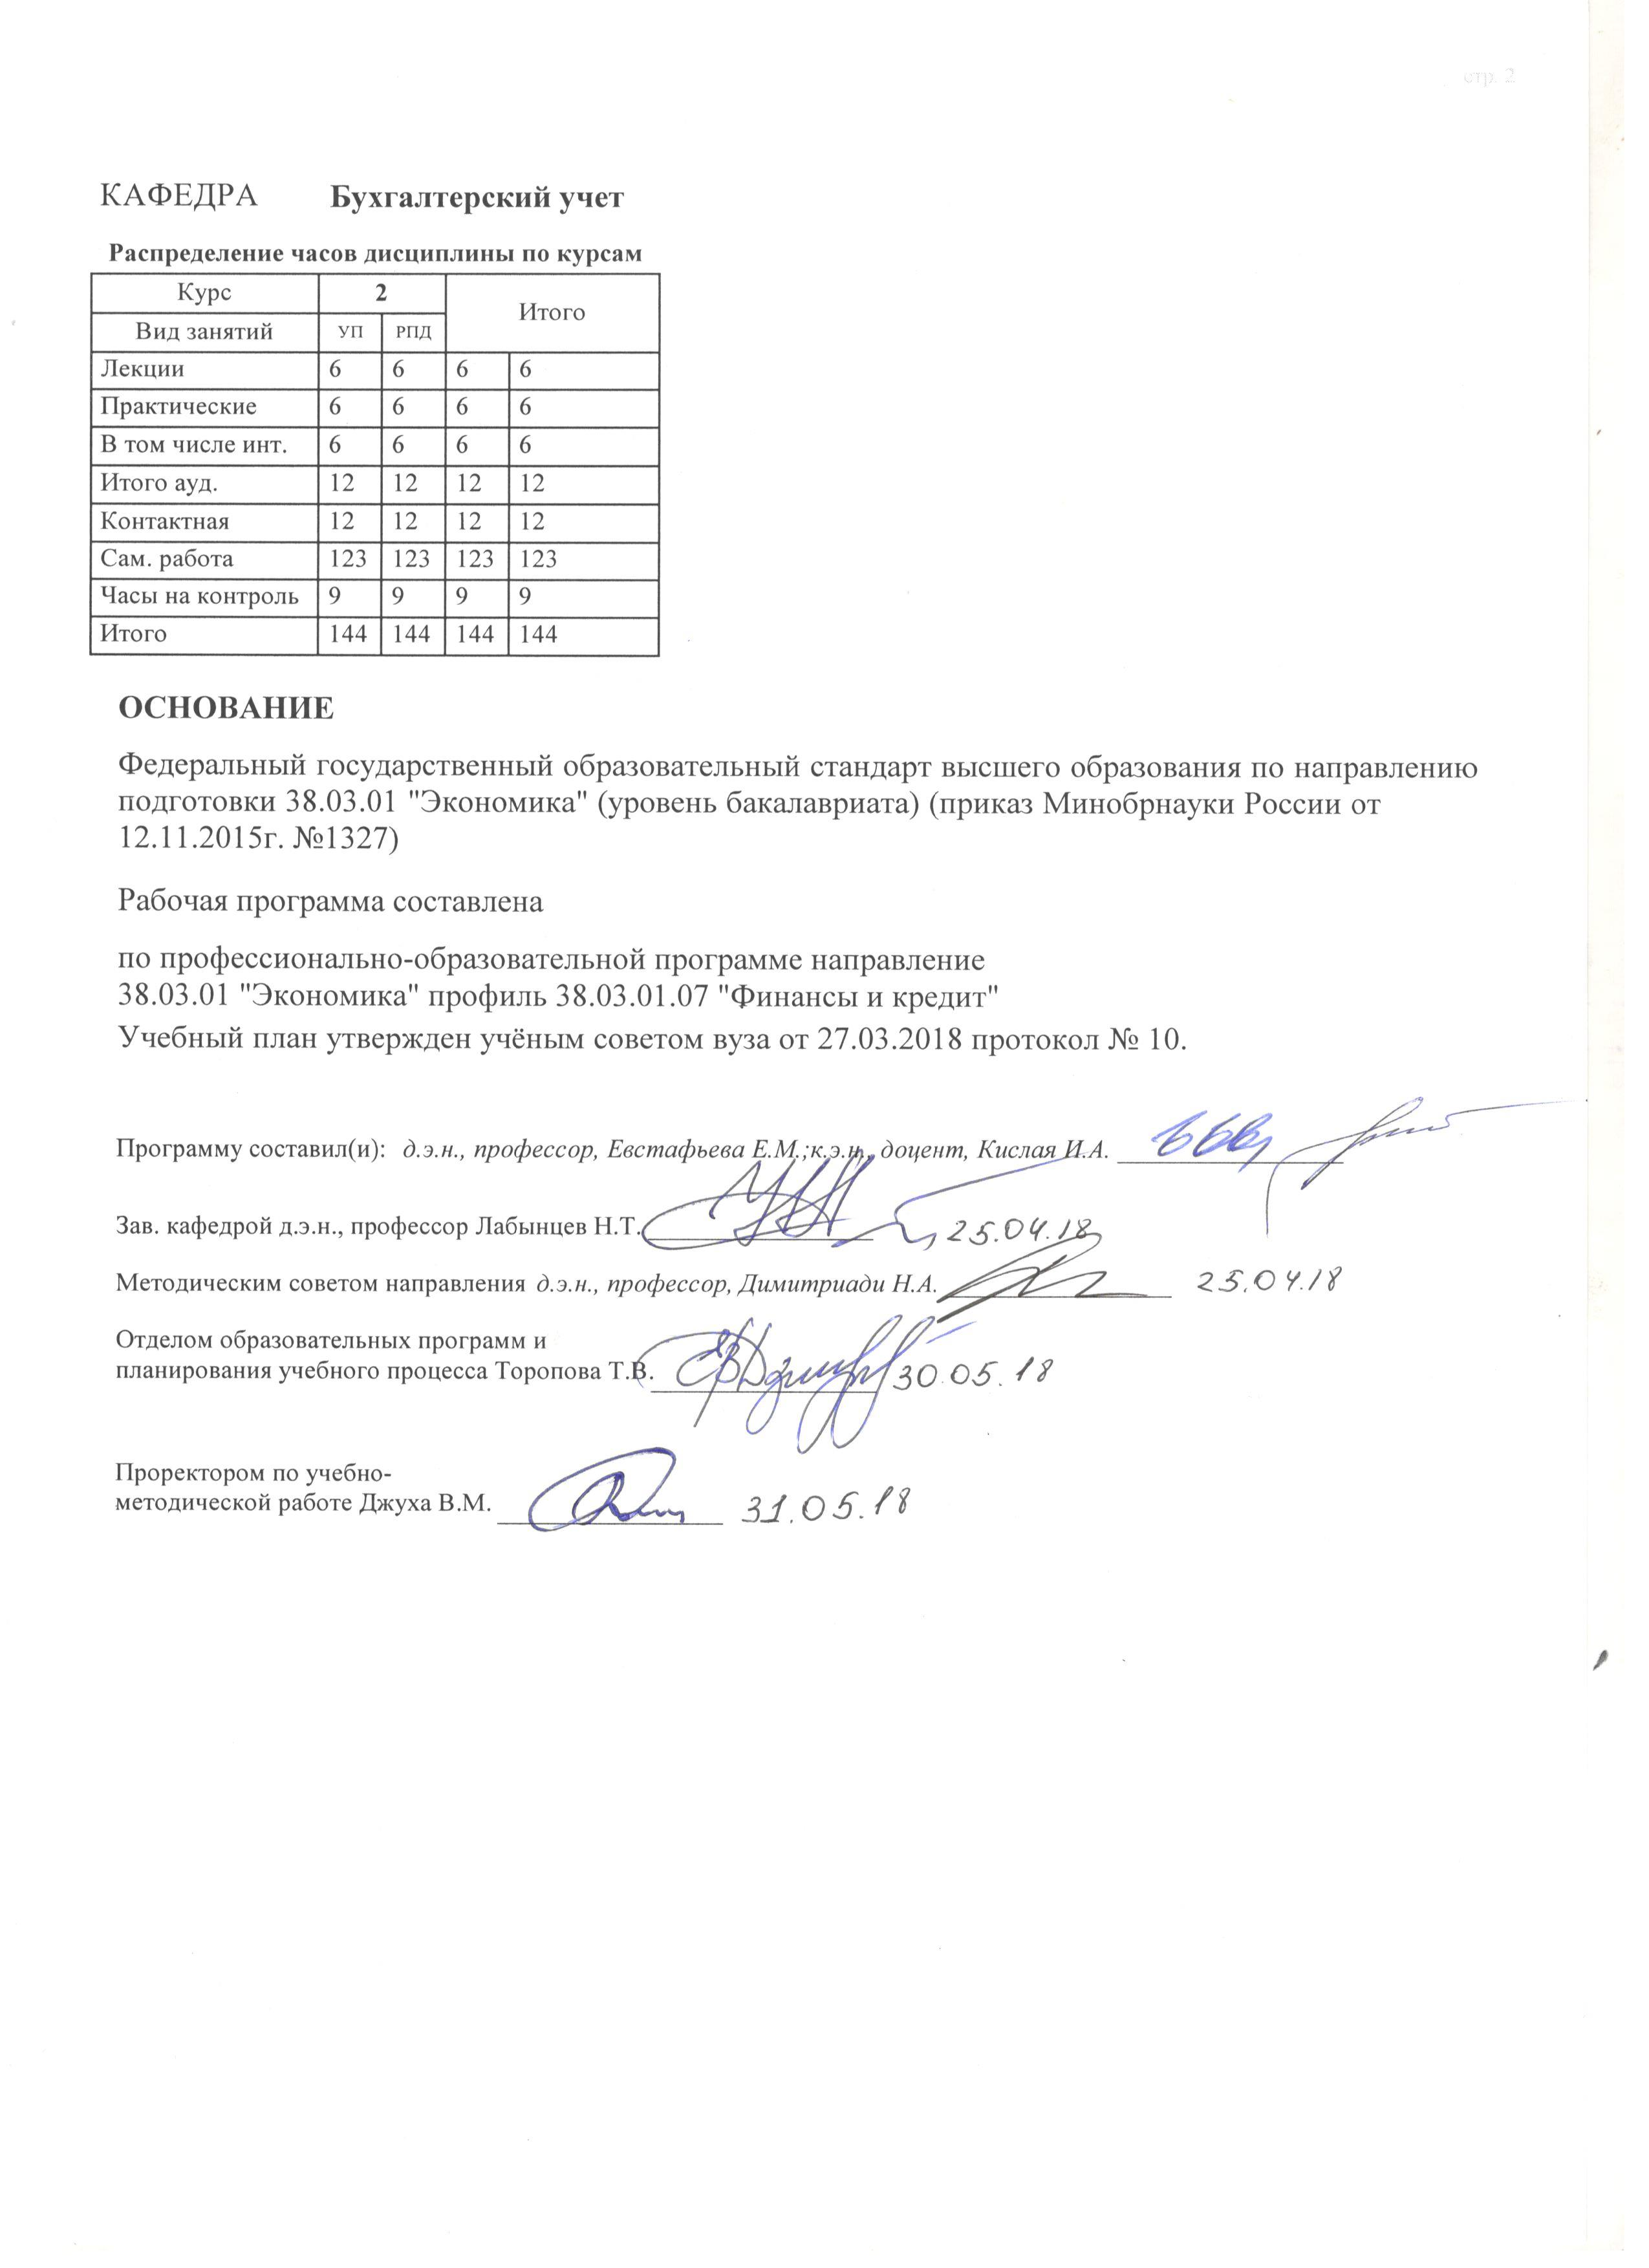 стр. 2
КАФЕДРА Бухгалтерский учет
Распределение часов дисциплины по курсам
Курс 2 Итого
Вид занятий УП РПД
Лекции 6 6 6 6
Практические 6 6 6 6
В том числе инт. 6 6 6 6
Итого ауд. 12 12 12 12
Контактная 12 12 12 12
Сам. работа 123 123 123 123
Часы на контроль 9 9 9 9
Итого 144 144 144 144
ОСНОВАНИЕ
Федеральный государственный образовательный стандарт высшего образования по направлению
подготовки 38.03.01 "Экономика" (уровень бакалавриата) (приказ Минобрнауки России от
12.11.2015г. №1327)
Рабочая программа составлена
по профессионально-образовательной программе направление
38.03.01 "Экономика" профиль 38.03.01.07 "Финансы и кредит"
Учебный план утвержден учёным советом вуза от 27.03.2018 протокол № 10.
Программу составил(и): д.э.н., профессор, Евстафьева Е.М.;к.э.н., доцент, Кислая И.А.
Зав. кафедрой д.э.н., профессор Лабынцев Н.Т. 25.04.18
Методическим советом направления д.э.н., профессор, Димитриади Н.А. 25.04.18
Отделом образовательных программ и
планирования учебного процесса Торопова Т.В. 30.05.18
Проректором по учебно-
методической работе Джуха В.М. 31.05.18